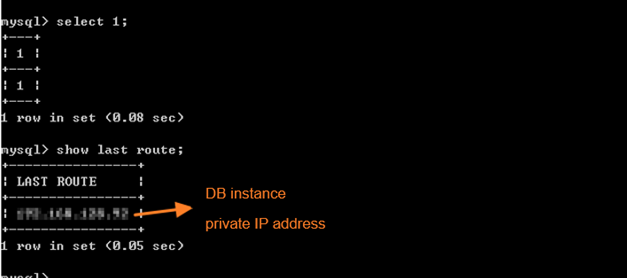 mysql> select 1;
+---+
| 1 |
+---+
| 1 |
+---+
1 row in set (0.08 sec)
mysql> show last route;
+----------------+
| LAST ROUTE     |
+----------------+
DB instance
private IP address
+----------------+
1 row in set (0.05 sec)
mysql>